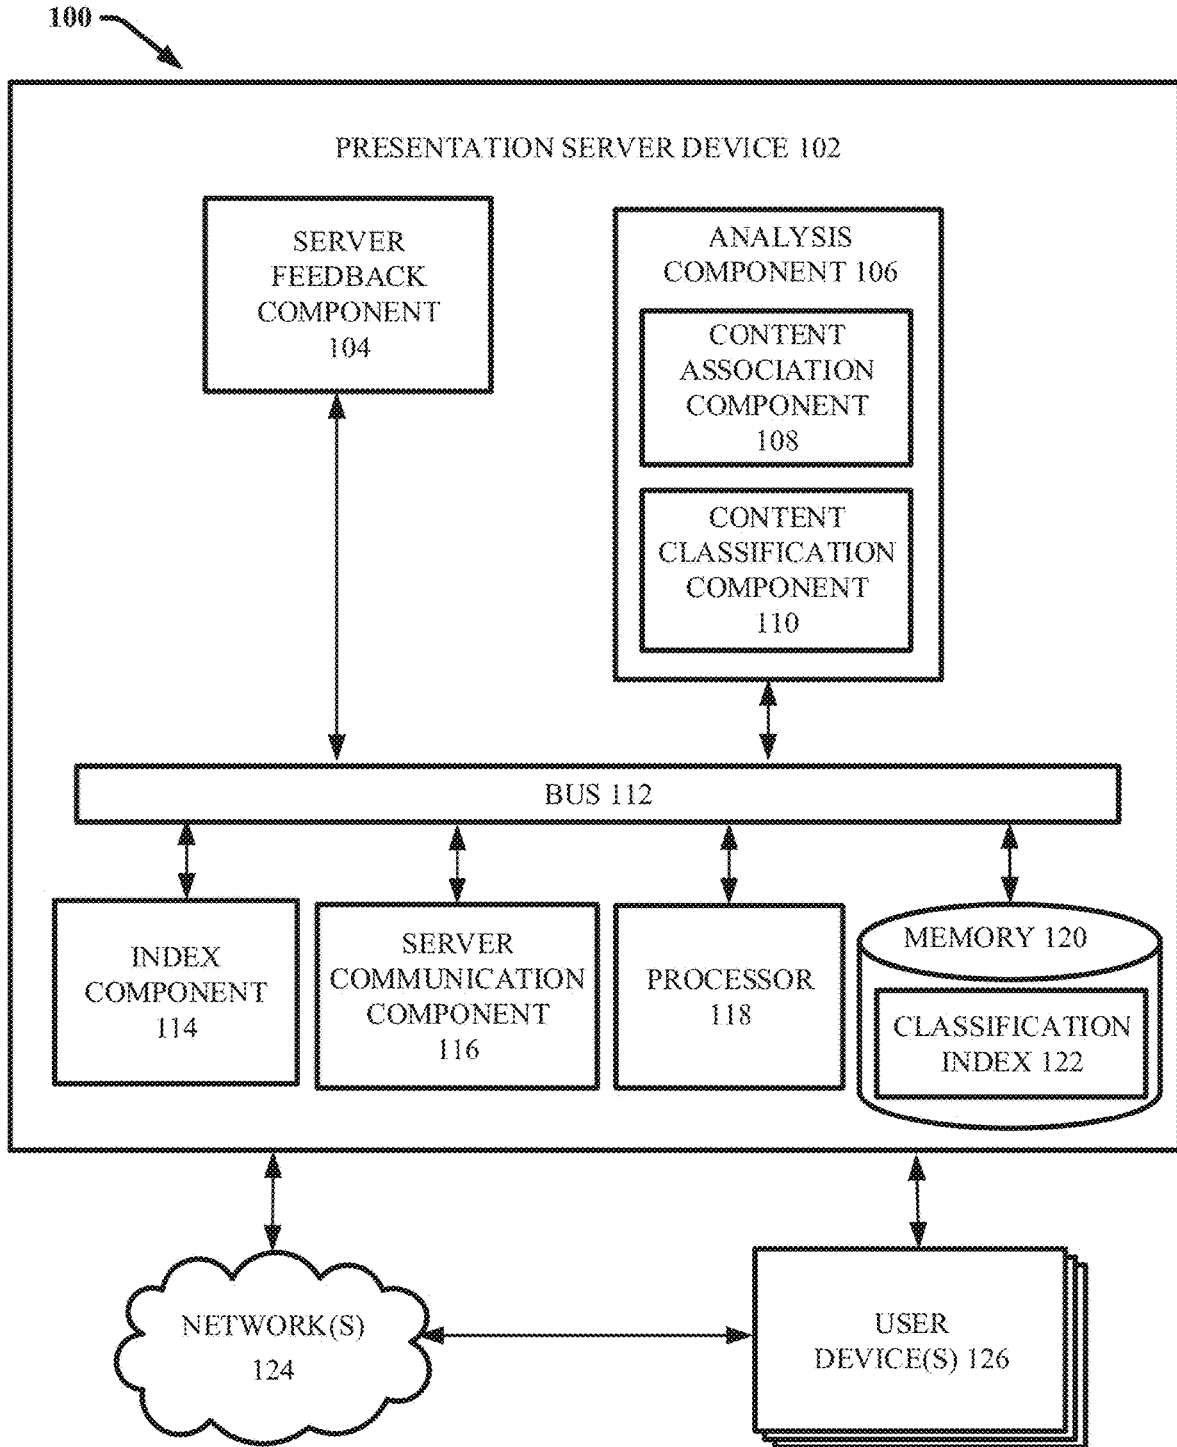 100
PRESENTATION SERVER DEVICE 102
SERVER
FEEDBACK
COMPONENT
104
ANALYSIS
COMPONENT 106
CONTENT
ASSOCIATION
COMPONENT
108
CONTENT
CLASSIFICATION
COMPONENT
110
BUS 112
INDEX
COMPONENT
114
SERVER
COMMUNICATION
COMPONENT
116
PROCESSOR
118
MEMORY 120
CLASSIFICATION
INDEX 122
NETWORK(S)
124
USER
DEVICE(S) 126